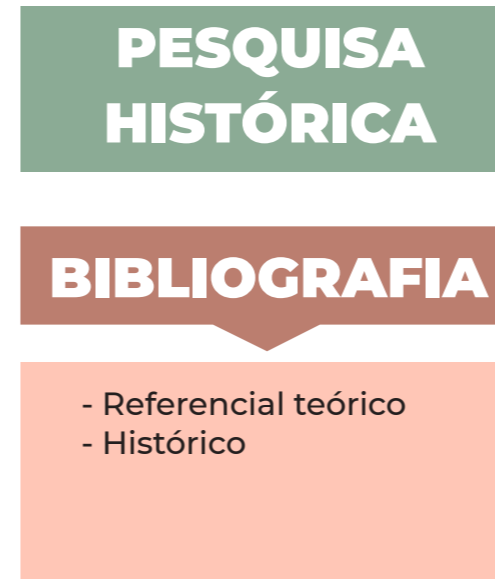 PESQUISA
HISTÓRICA
BIBLIOGRAFIA
- Referencial teórico
- Histórico